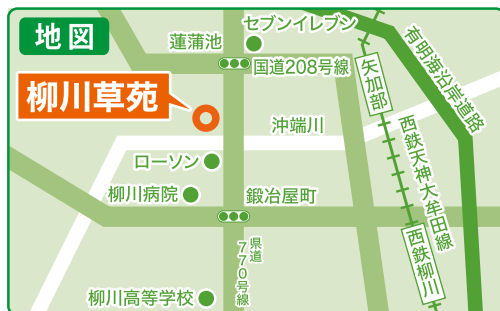 地図
セブンイレブン
蓮蒲池
国道208号線
有明海沿岸道路
矢加部
柳川草苑
沖端川
西鉄天神大牟田線
ローソン
柳川病院
鍛冶屋町
県道770号線
西鉄柳川
柳川高等学校